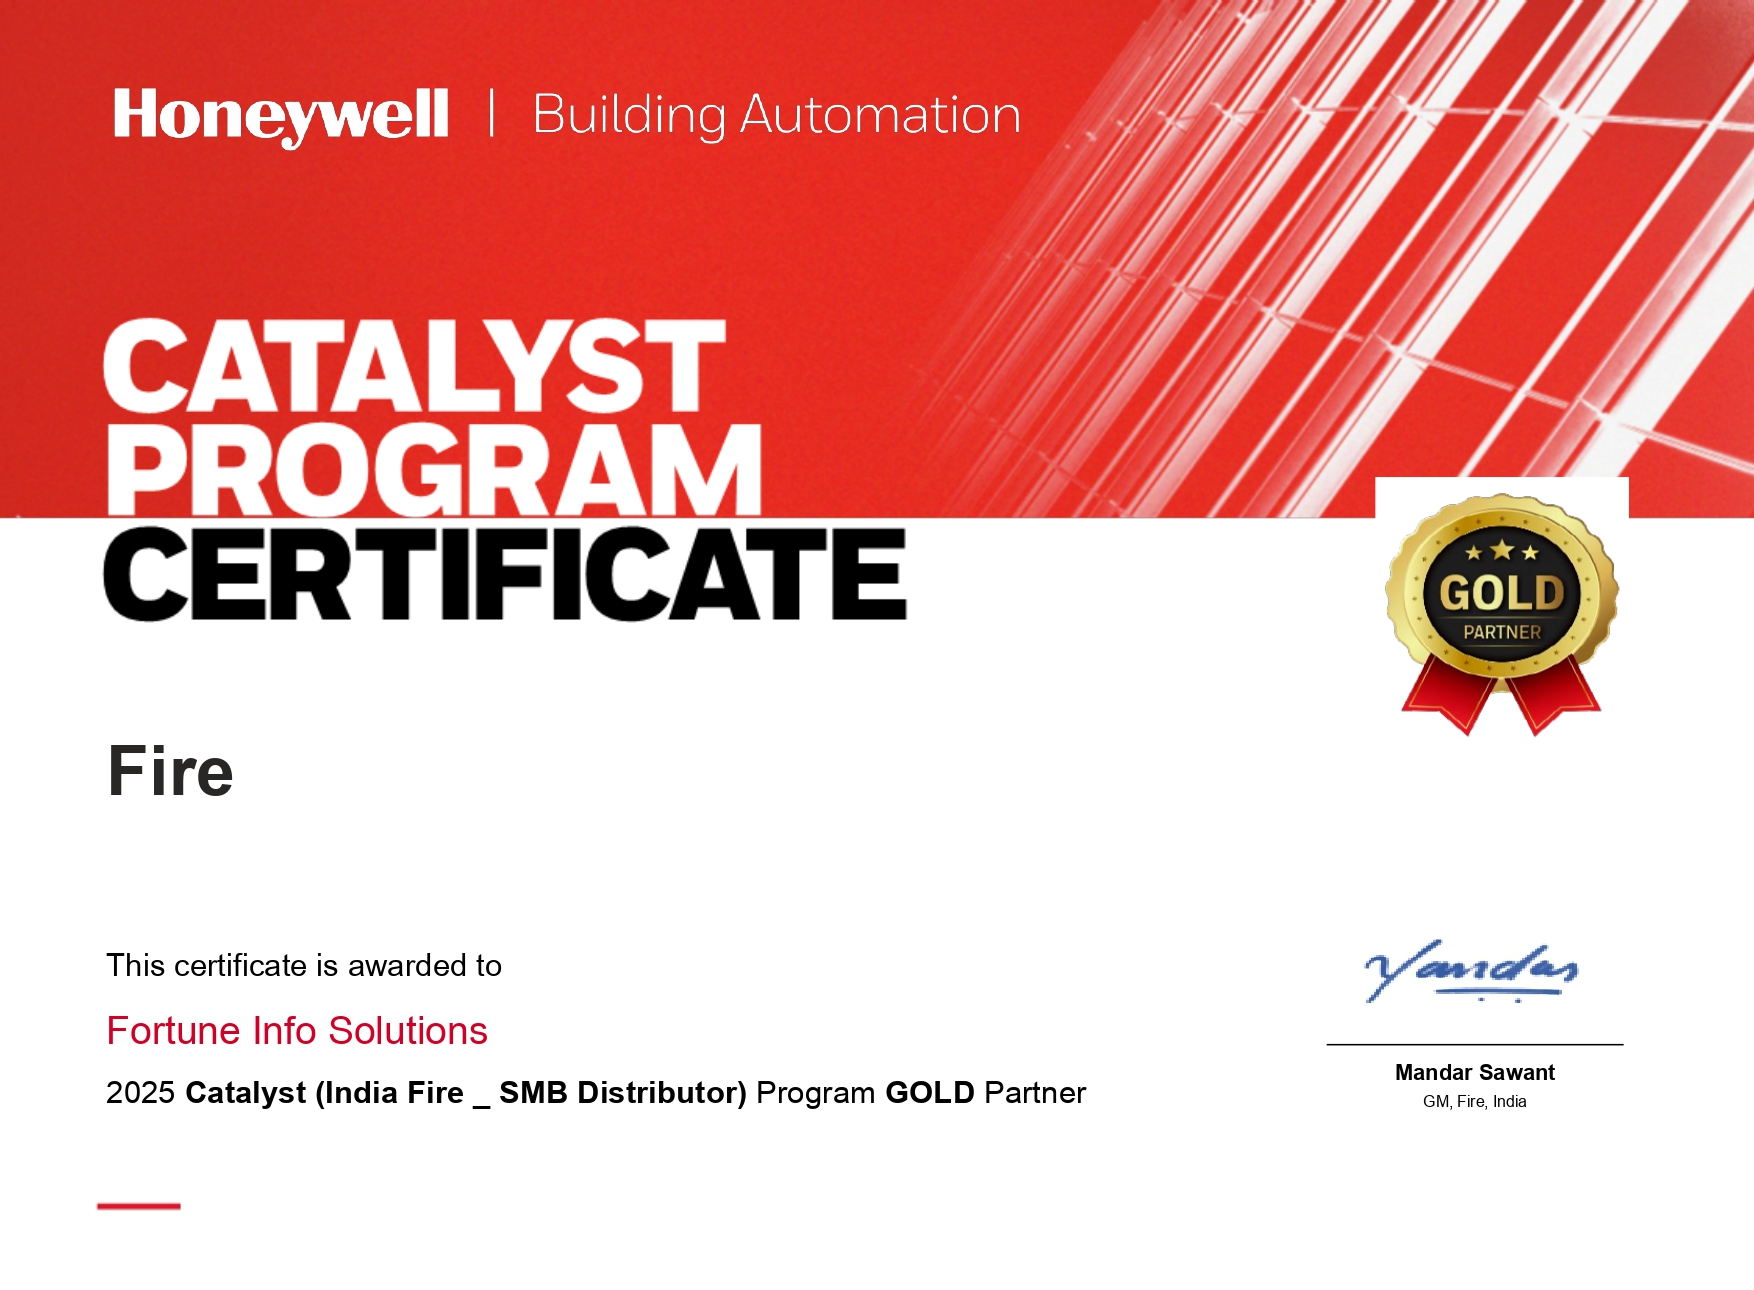 Honeywell | Building Automation
CATALYST
PROGRAM
CERTIFICATE
GOLD
PARTNER
Fire
This certificate is awarded to
Fortune Info Solutions
2025 Catalyst (India Fire _ SMB Distributor) Program GOLD Partner
Mandar Sawant
GM, Fire, India